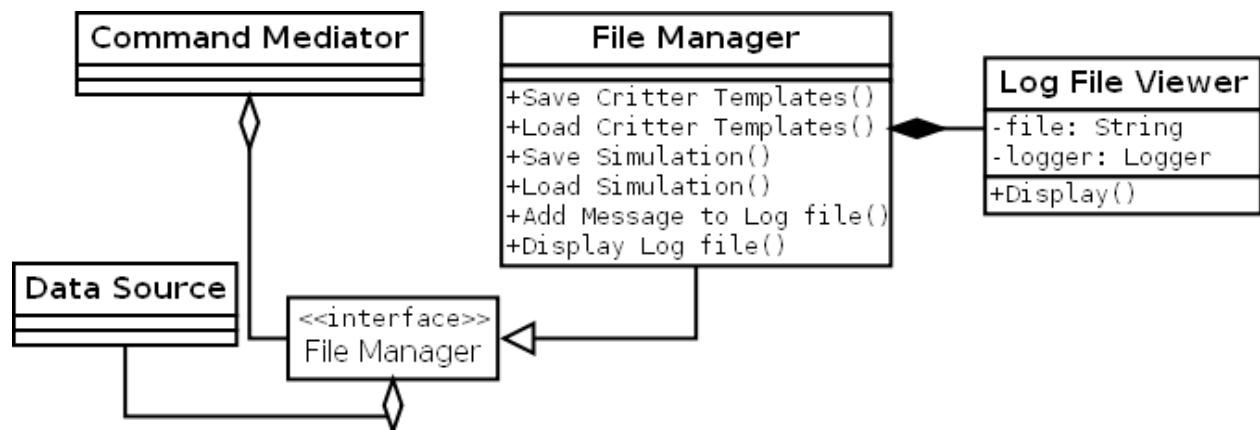 Command Mediator
File Manager
+Save Critter Templates()
+Load Critter Templates()
+Save Simulation()
+Load Simulation()
+Add Message to Log file()
+Display Log file()
Log File Viewer
-file: String
-logger: Logger
+Display()
Data Source
<<interface>>
File Manager